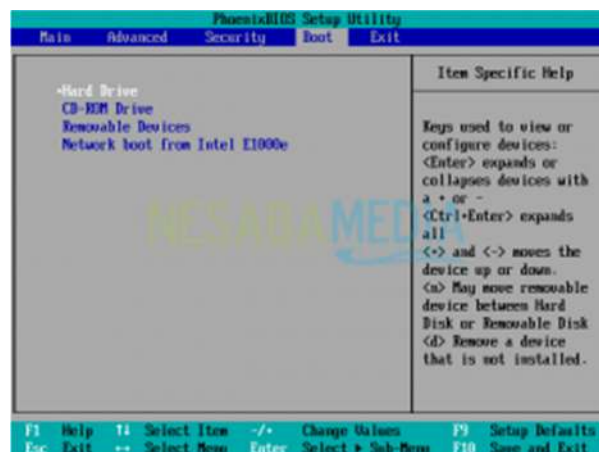 PhoenixBIOS Setup Utility
Main Advanced Security Boot Exit
Item Specific Help
+Hard Drive
CD-ROM Drive
Removable Devices
Network boot from Intel E1000e
Keys used to view or
configure devices:
<Enter> expands or
collapses devices with
a + or -
<Ctrl+Enter> expands
all
<+> and <-> moves the
device up or down.
<n> May move removable
device between Hard
Disk or Removable Disk
<d> Remove a device
that is not installed.
NESABAMEDIA
F1 Help ↑↓ Select Item -/+ Change Values F9 Setup Defaults
Esc Exit ↔ Select Menu Enter Select ▶ Sub-Menu F10 Save and Exit